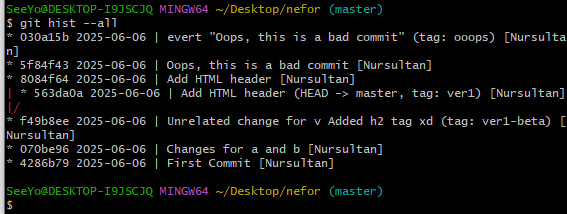 SeeYo@DESKTOP-I9JSCJQ MINGW64 ~/Desktop/nefor (master)
$ git hist --all
* 030a15b 2025-06-06 | evert "Oops, this is a bad commit" (tag: ooops) [Nursulta
n]
* 5f84f43 2025-06-06 | Oops, this is a bad commit [Nursultan]
* 8084f64 2025-06-06 | Add HTML header [Nursultan]
| * 563da0a 2025-06-06 | Add HTML header (HEAD -> master, tag: ver1) [Nursultan]
|/
* f49b8ee 2025-06-06 | Unrelated change for v Added h2 tag xd (tag: ver1-beta) [
Nursultan]
* 070be96 2025-06-06 | Changes for a and b [Nursultan]
* 4286b79 2025-06-06 | First Commit [Nursultan]
SeeYo@DESKTOP-I9JSCJQ MINGW64 ~/Desktop/nefor (master)
$